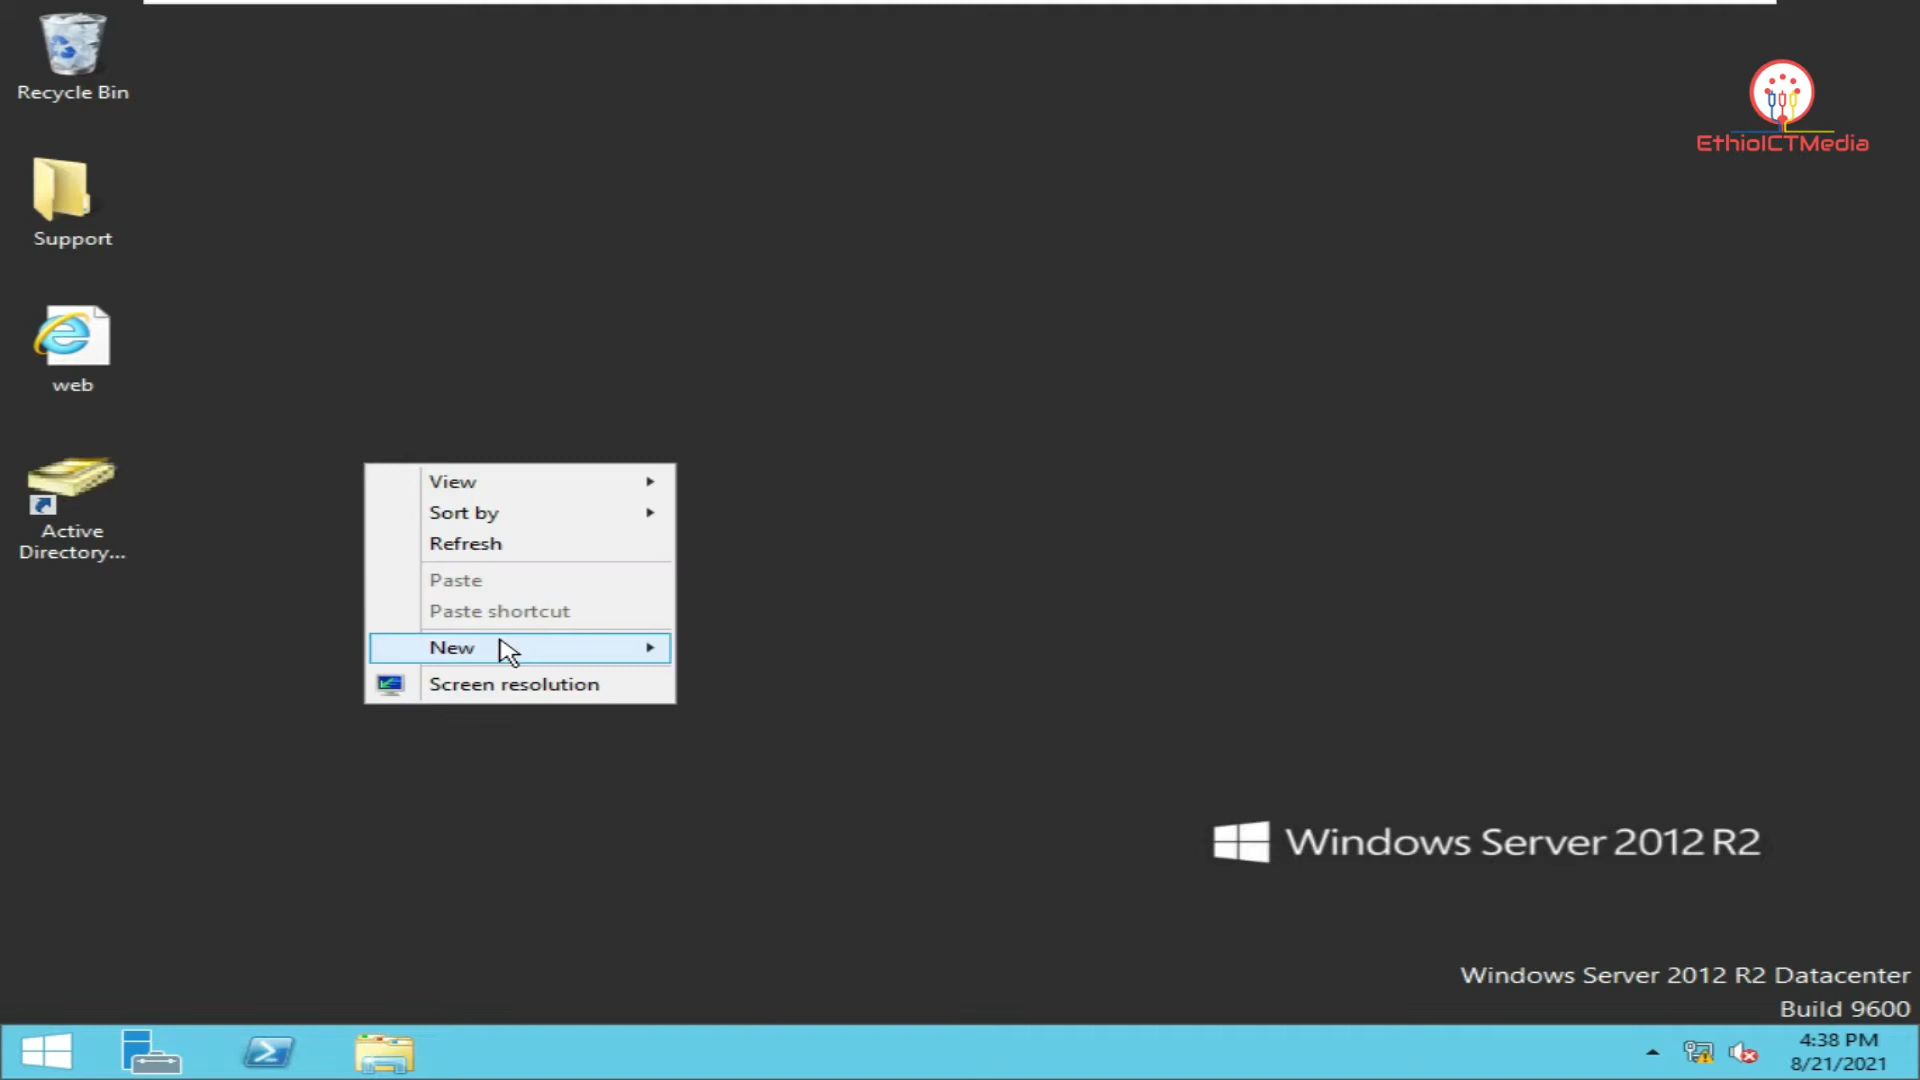 Recycle Bin
EthioICTMedia
Support
web
Active
Directory...
View
Sort by
Refresh
Paste
Paste shortcut
New
Screen resolution
Windows Server 2012 R2
Windows Server 2012 R2 Datacenter
Build 9600
4:38 PM
8/21/2021